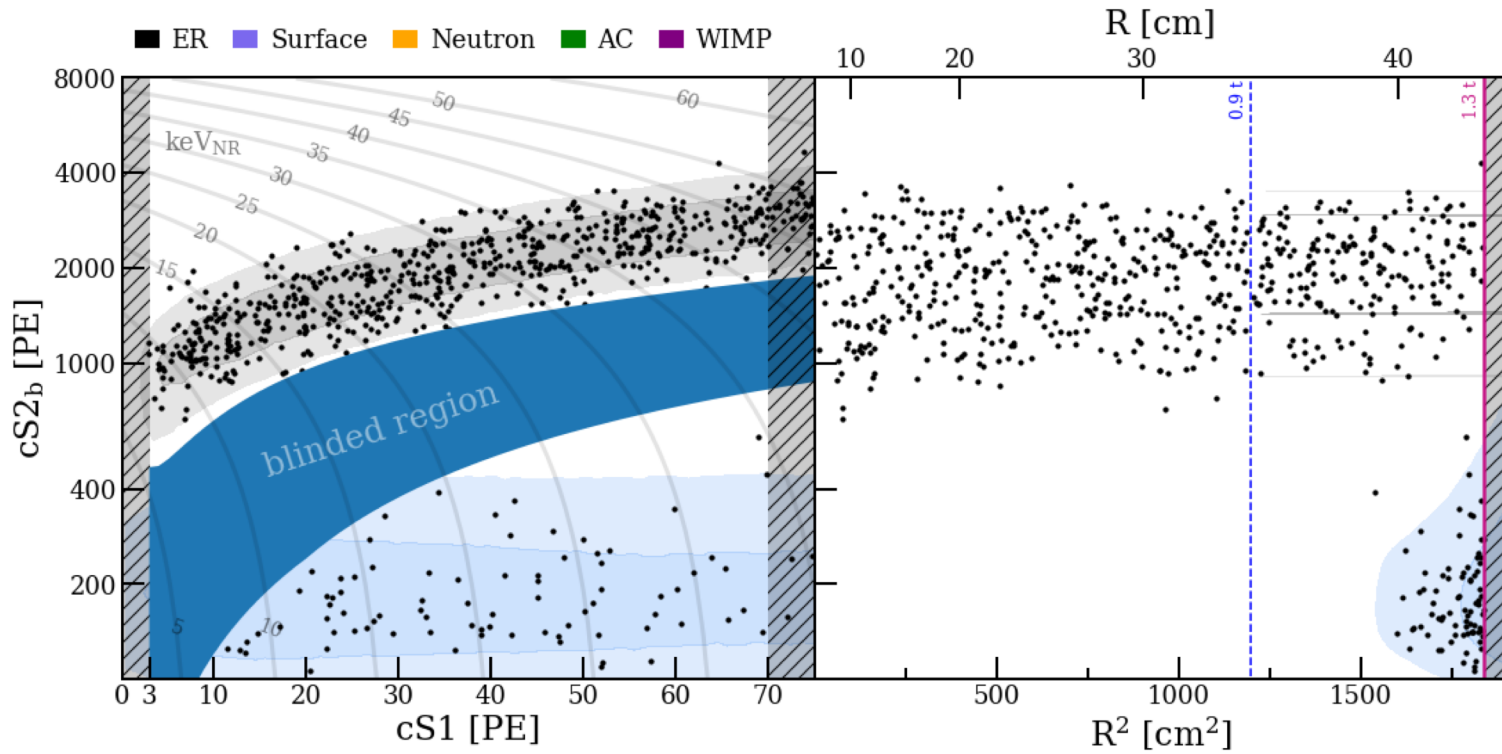 ER Surface Neutron AC WIMP
R [cm]
10 20 30 40
8000
4000
2000
1000
400
200
cS2b [PE]
keVNR
5
10
15
20
25
30
35
40
45
50
60
blinded region
0.9 t
1.3 t
0 3 10 20 30 40 50 60 70
500 1000 1500
cS1 [PE]
R² [cm²]